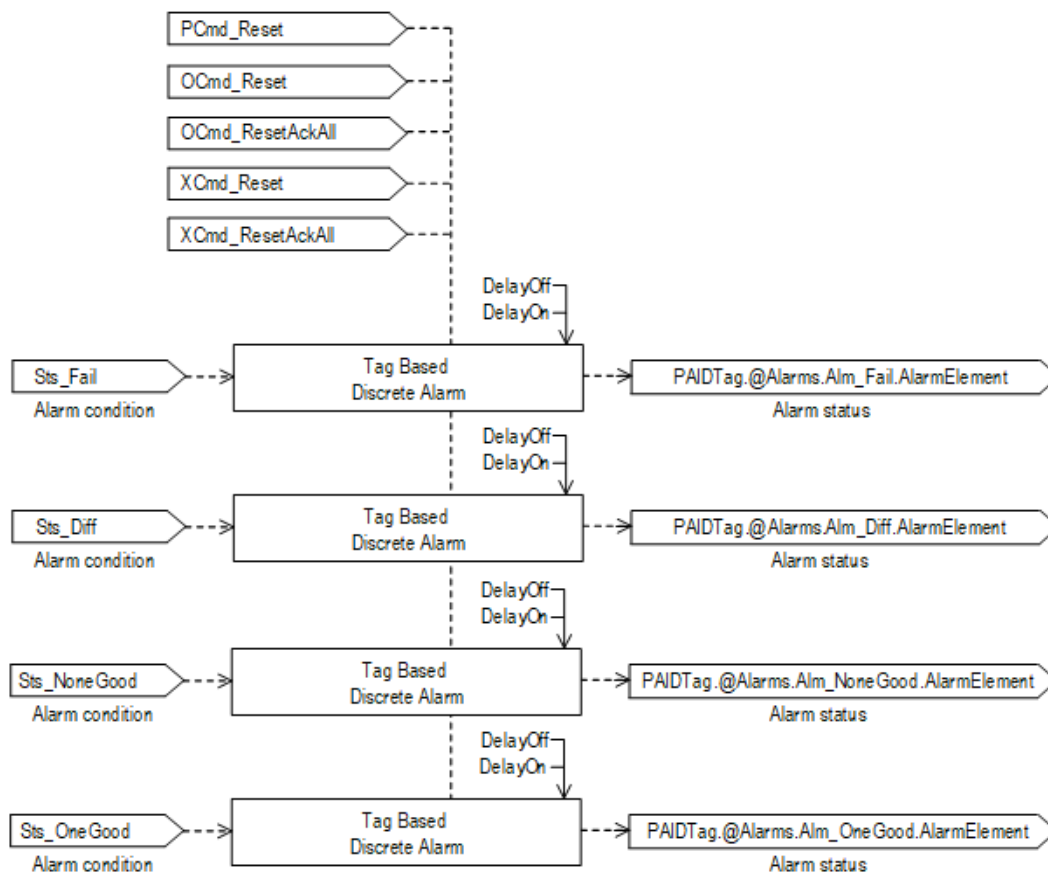 PCmd_Reset
OCmd_Reset
OCmd_ResetAckAll
XCmd_Reset
XCmd_ResetAckAll
DelayOff
DelayOn
Sts_Fail
Alarm condition
Tag Based
Discrete Alarm
PAIDTag.@Alarms.Alm_Fail.AlarmElement
Alarm status
DelayOff
DelayOn
Sts_Diff
Alarm condition
Tag Based
Discrete Alarm
PAIDTag.@Alarms.Alm_Diff.AlarmElement
Alarm status
DelayOff
DelayOn
Sts_NoneGood
Alarm condition
Tag Based
Discrete Alarm
PAIDTag.@Alarms.Alm_NoneGood.AlarmElement
Alarm status
DelayOff
DelayOn
Sts_OneGood
Alarm condition
Tag Based
Discrete Alarm
PAIDTag.@Alarms.Alm_OneGood.AlarmElement
Alarm status